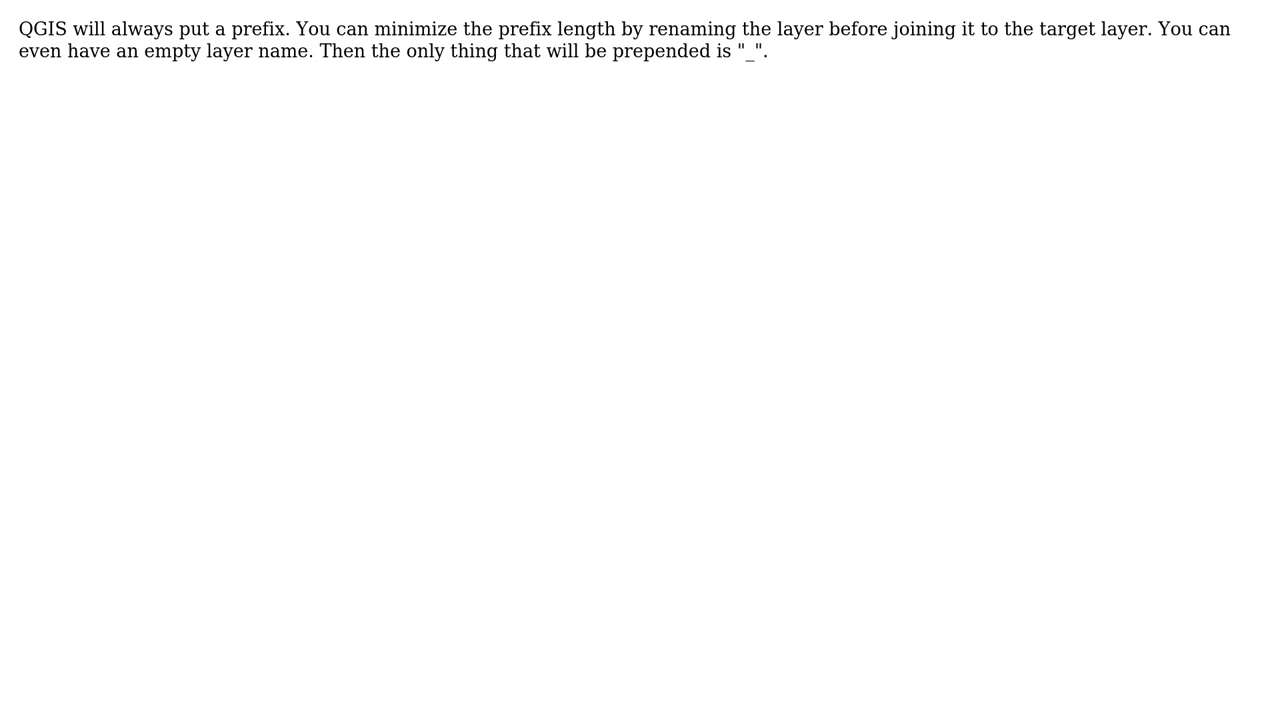 QGIS will always put a prefix. You can minimize the prefix length by renaming the layer before joining it to the target layer. You can
even have an empty layer name. Then the only thing that will be prepended is "_".